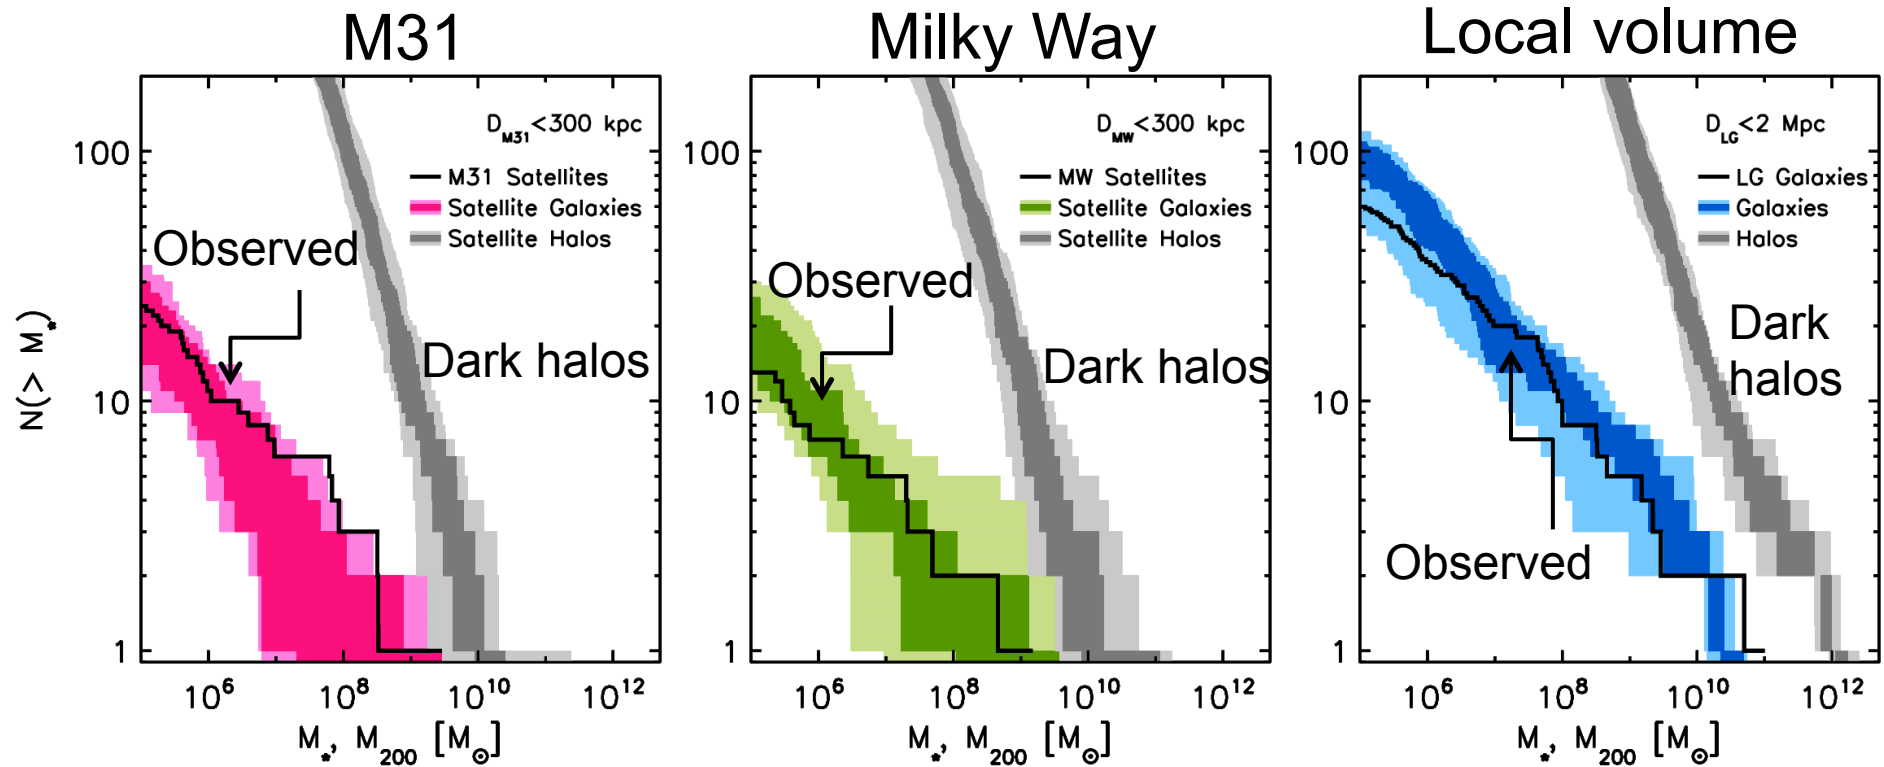 M31
Milky Way
Local volume
N(> M*)
100
10
1
D_M31<300 kpc
M31 Satellites
Satellite Galaxies
Satellite Halos
Observed
Dark halos
10^6
10^8
10^10
10^12
M*, M200 [M⊙]
100
10
1
D_MW<300 kpc
MW Satellites
Satellite Galaxies
Satellite Halos
Observed
Dark halos
10^6
10^8
10^10
10^12
M*, M200 [M⊙]
100
10
1
D_LG<2 Mpc
LG Galaxies
Galaxies
Halos
Dark
halos
Observed
10^6
10^8
10^10
10^12
M*, M200 [M⊙]